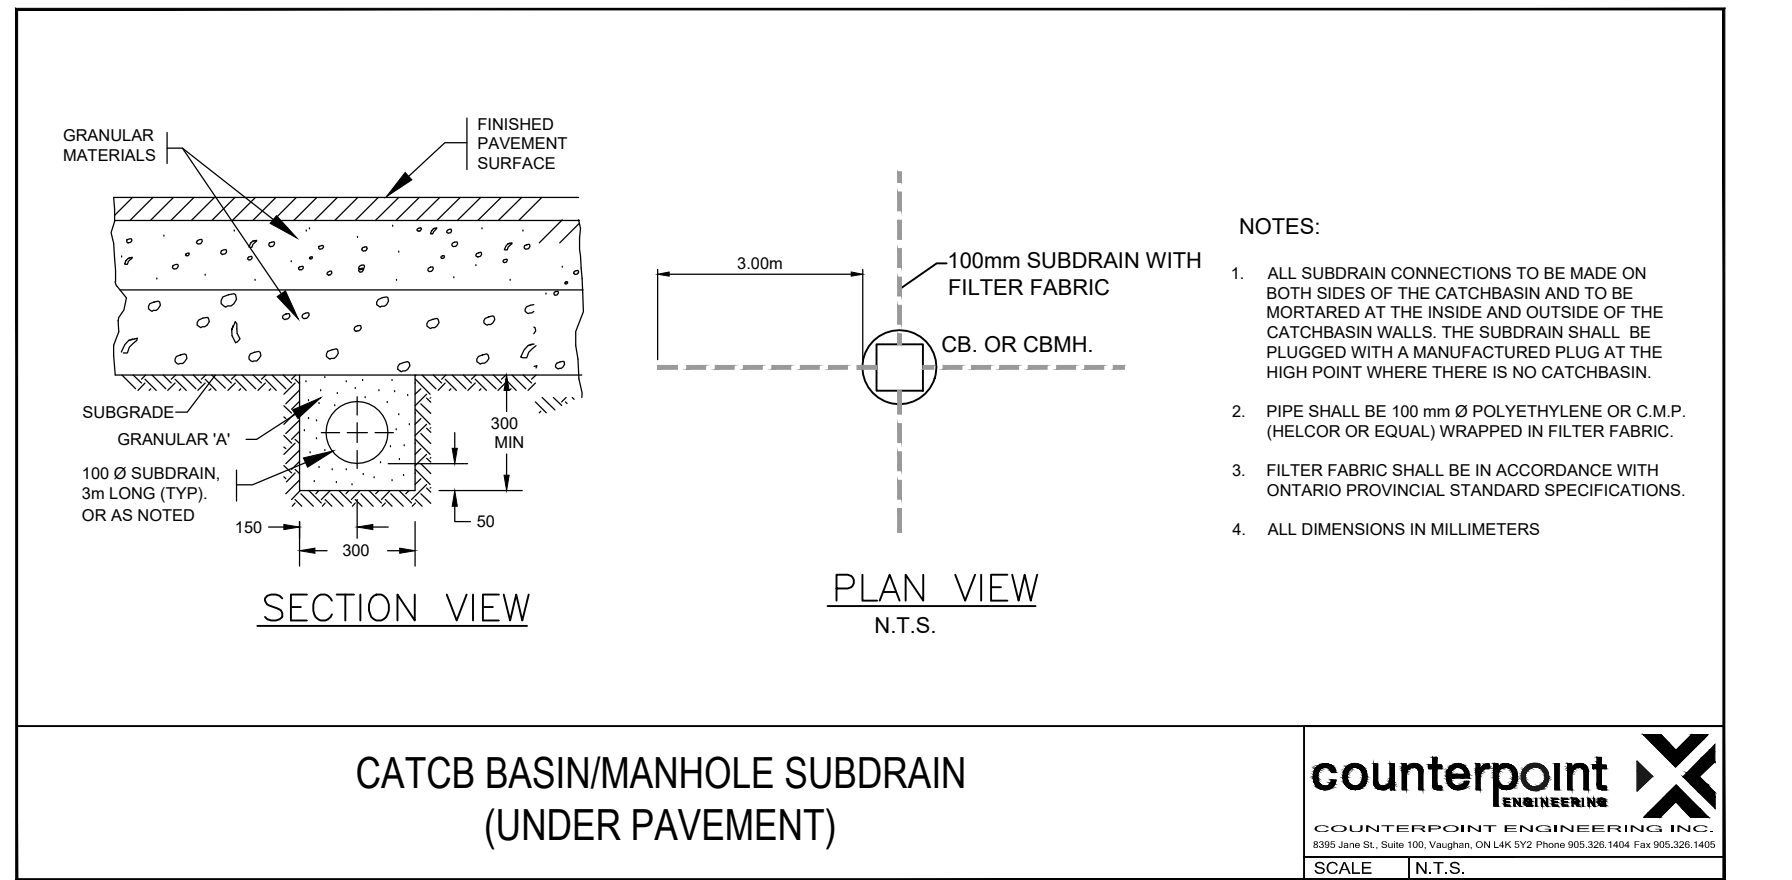 GRANULAR
MATERIALS
FINISHED
PAVEMENT
SURFACE
SUBGRADE
GRANULAR 'A'
100 Ø SUBDRAIN,
3m LONG (TYP).
OR AS NOTED
300
MIN
50
150
300
SECTION VIEW
3.00m
100mm SUBDRAIN WITH
FILTER FABRIC
CB. OR CBMH.
PLAN VIEW
N.T.S.
NOTES:
1. ALL SUBDRAIN CONNECTIONS TO BE MADE ON
BOTH SIDES OF THE CATCHBASIN AND TO BE
MORTARED AT THE INSIDE AND OUTSIDE OF THE
CATCHBASIN WALLS. THE SUBDRAIN SHALL BE
PLUGGED WITH A MANUFACTURED PLUG AT THE
HIGH POINT WHERE THERE IS NO CATCHBASIN.
2. PIPE SHALL BE 100 mm Ø POLYETHYLENE OR C.M.P.
(HELCOR OR EQUAL) WRAPPED IN FILTER FABRIC.
3. FILTER FABRIC SHALL BE IN ACCORDANCE WITH
ONTARIO PROVINCIAL STANDARD SPECIFICATIONS.
4. ALL DIMENSIONS IN MILLIMETERS
CATCB BASIN/MANHOLE SUBDRAIN
(UNDER PAVEMENT)
counterpoint
ENGINEERING
COUNTERPOINT ENGINEERING INC.
8395 Jane St., Suite 100, Vaughan, ON L4K 5Y2 Phone 905.326.1404 Fax 905.326.1405
SCALE N.T.S.